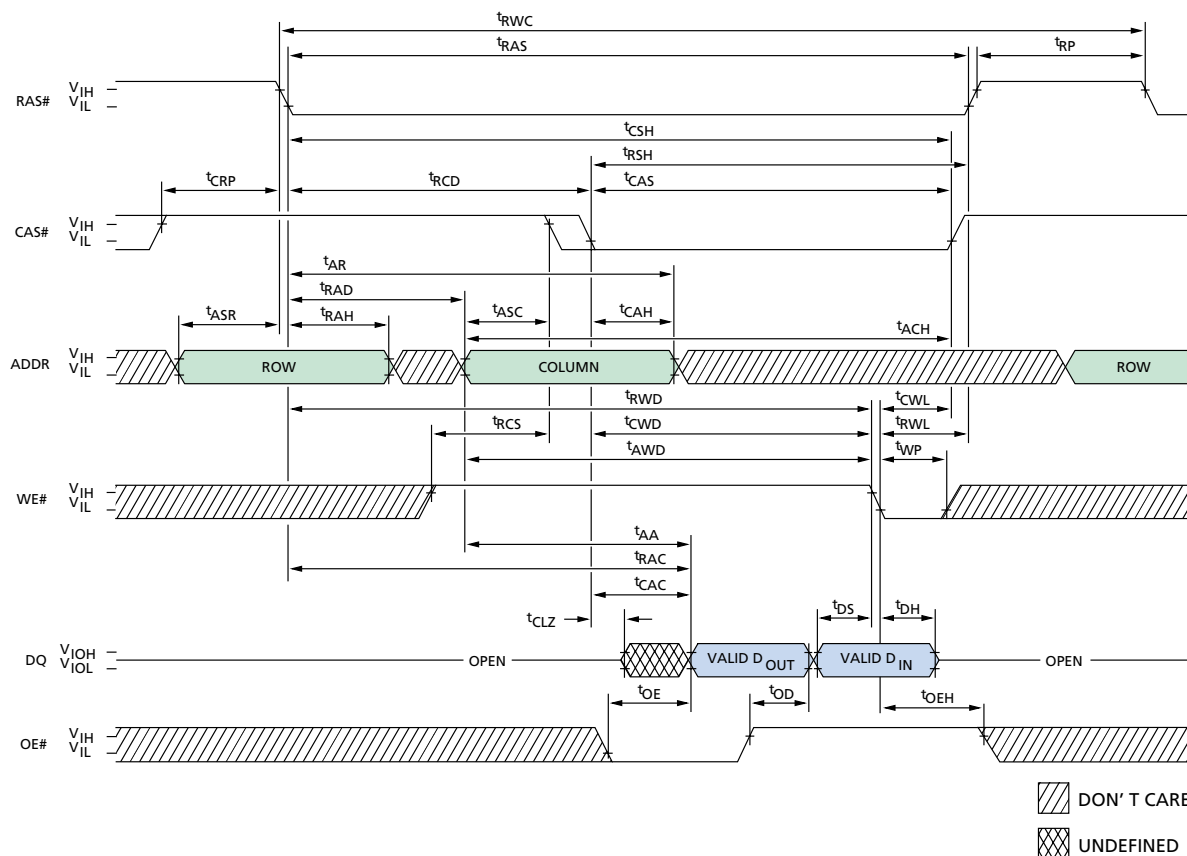 tRWC
tRAS
tRP
RAS#
VIH
VIL
tCSH
tRSH
tCRP
tRCD
tCAS
CAS#
VIH
VIL
tAR
tRAD
tASR
tRAH
tASC
tCAH
tACH
ADDR
VIH
VIL
ROW
COLUMN
ROW
tRWD
tCWL
tRCS
tCWD
tRWL
tAWD
tWP
WE#
VIH
VIL
tAA
tRAC
tCAC
tCLZ
tDS
tDH
DQ
VIOH
VIOL
OPEN
VALID DOUT
VALID DIN
OPEN
tOE
tOD
tOEH
OE#
VIH
VIL
DON'T CARE
UNDEFINED